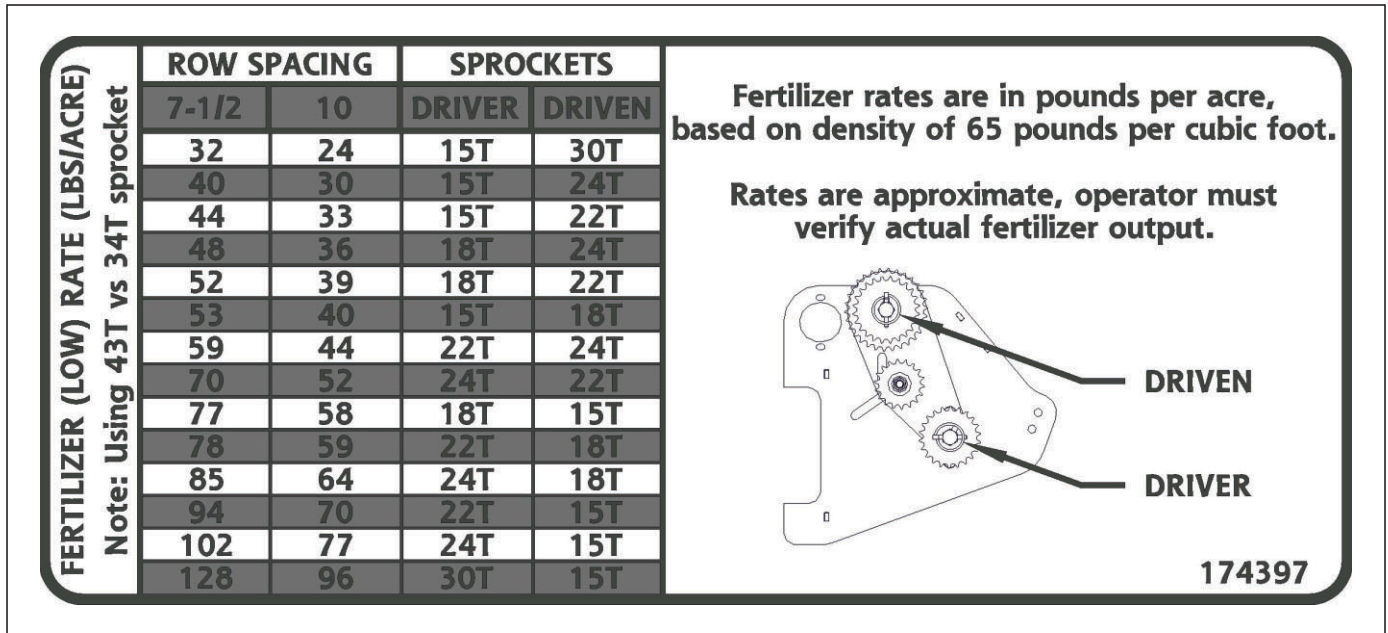 FERTILIZER (LOW) RATE (LBS/ACRE)
Note: Using 43T vs 34T sprocket
ROW SPACING SPROCKETS
7-1/2 10 DRIVER DRIVEN
32 24 15T 30T
40 30 15T 24T
44 33 15T 22T
48 36 18T 24T
52 39 18T 22T
53 40 15T 18T
59 44 22T 24T
70 52 24T 22T
77 58 18T 15T
78 59 22T 18T
85 64 24T 18T
94 70 22T 15T
102 77 24T 15T
128 96 30T 15T
Fertilizer rates are in pounds per acre,
based on density of 65 pounds per cubic foot.
Rates are approximate, operator must
verify actual fertilizer output.
DRIVEN
DRIVER
174397